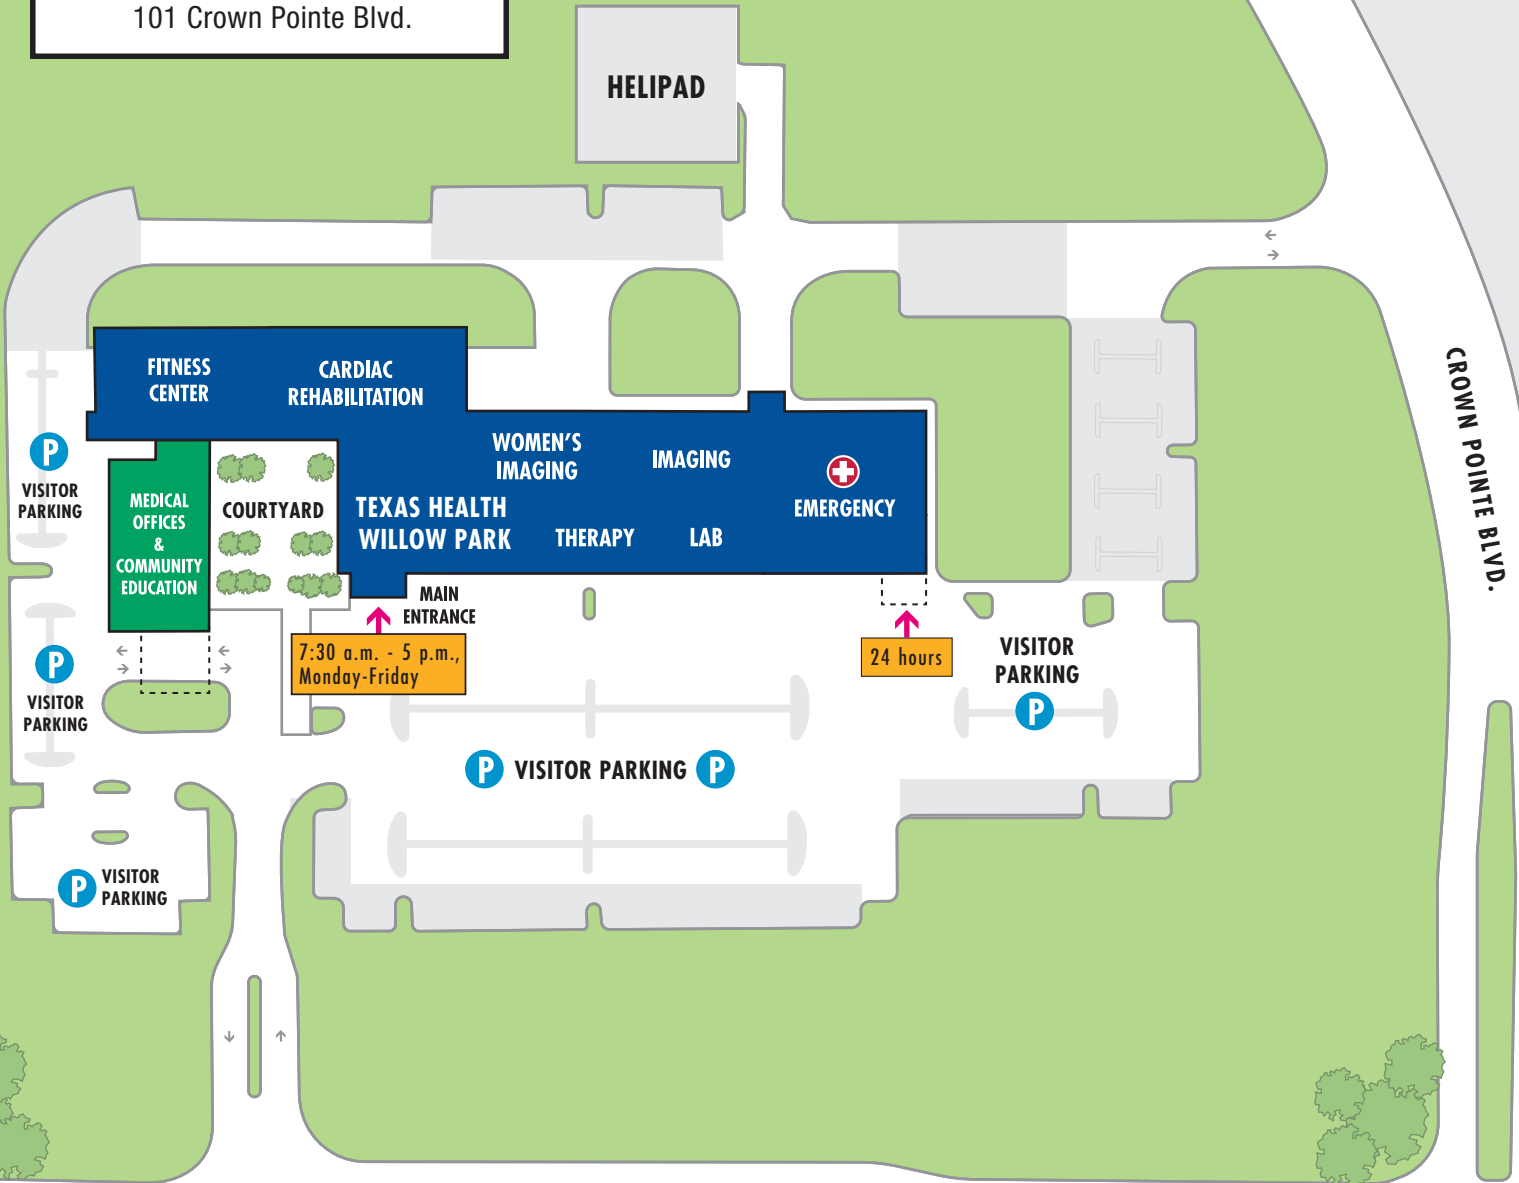 101 Crown Pointe Blvd.
HELIPAD
FITNESS
CENTER
CARDIAC
REHABILITATION
WOMEN'S
IMAGING
IMAGING
EMERGENCY
TEXAS HEALTH
WILLOW PARK
THERAPY
LAB
CROWN POINTE BLVD.
P
VISITOR
PARKING
MEDICAL
OFFICES
&
COMMUNITY
EDUCATION
COURTYARD
MAIN
ENTRANCE
7:30 a.m. - 5 p.m.,
Monday-Friday
24 hours
VISITOR
PARKING
P
P
VISITOR
PARKING
P VISITOR PARKING P
P VISITOR
PARKING